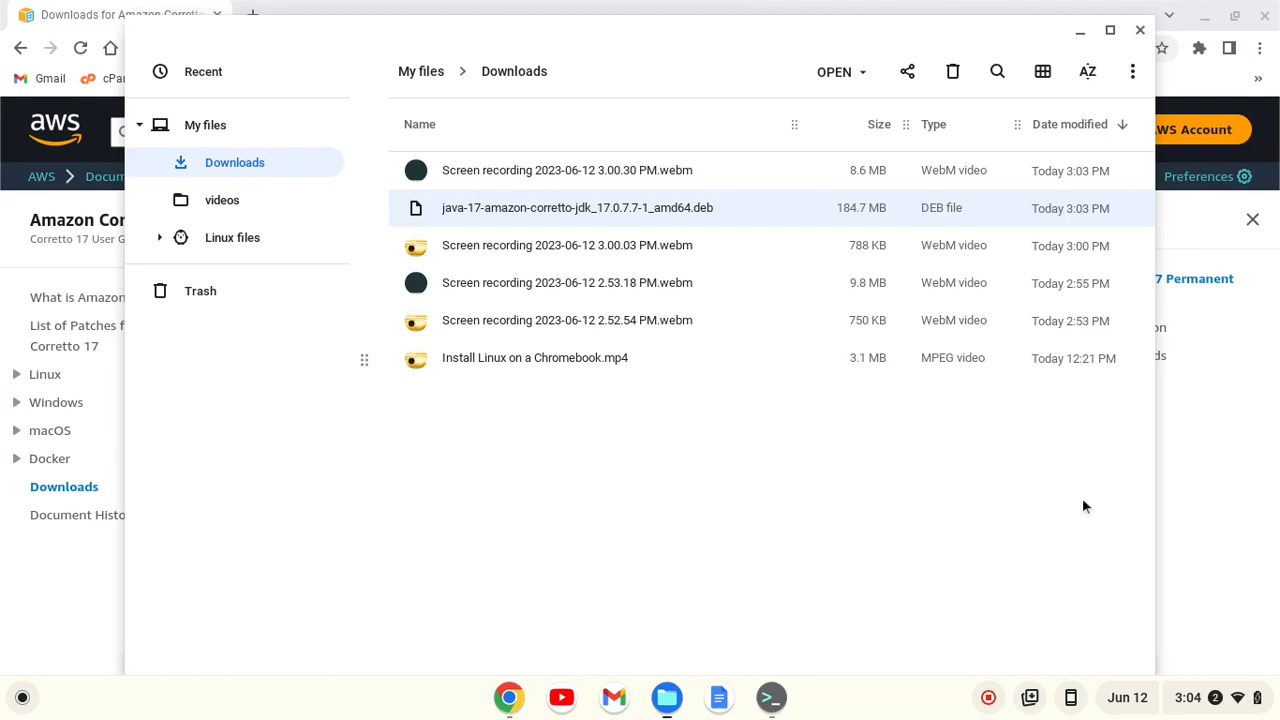 Downloads for Amazon Corretto
Gmail
cPan
Recent
My files
Downloads
videos
Linux files
Trash
My files > Downloads
OPEN
AZ
Name
Size
Type
Date modified
Screen recording 2023-06-12 3.00.30 PM.webm 8.6 MB WebM video Today 3:03 PM
java-17-amazon-corretto-jdk_17.0.7.7-1_amd64.deb 184.7 MB DEB file Today 3:03 PM
Screen recording 2023-06-12 3.00.03 PM.webm 788 KB WebM video Today 3:00 PM
Screen recording 2023-06-12 2.53.18 PM.webm 9.8 MB WebM video Today 2:55 PM
Screen recording 2023-06-12 2.52.54 PM.webm 750 KB WebM video Today 2:53 PM
Install Linux on a Chromebook.mp4 3.1 MB MPEG video Today 12:21 PM
aws
WS Account
AWS
Docum
Preferences
Amazon Cor
Corretto 17 User G
7 Permanent
What is Amazon
List of Patches f
Corretto 17
Linux
Windows
macOS
Docker
Downloads
Document Histo
on
ds
Jun 12
3:04
2